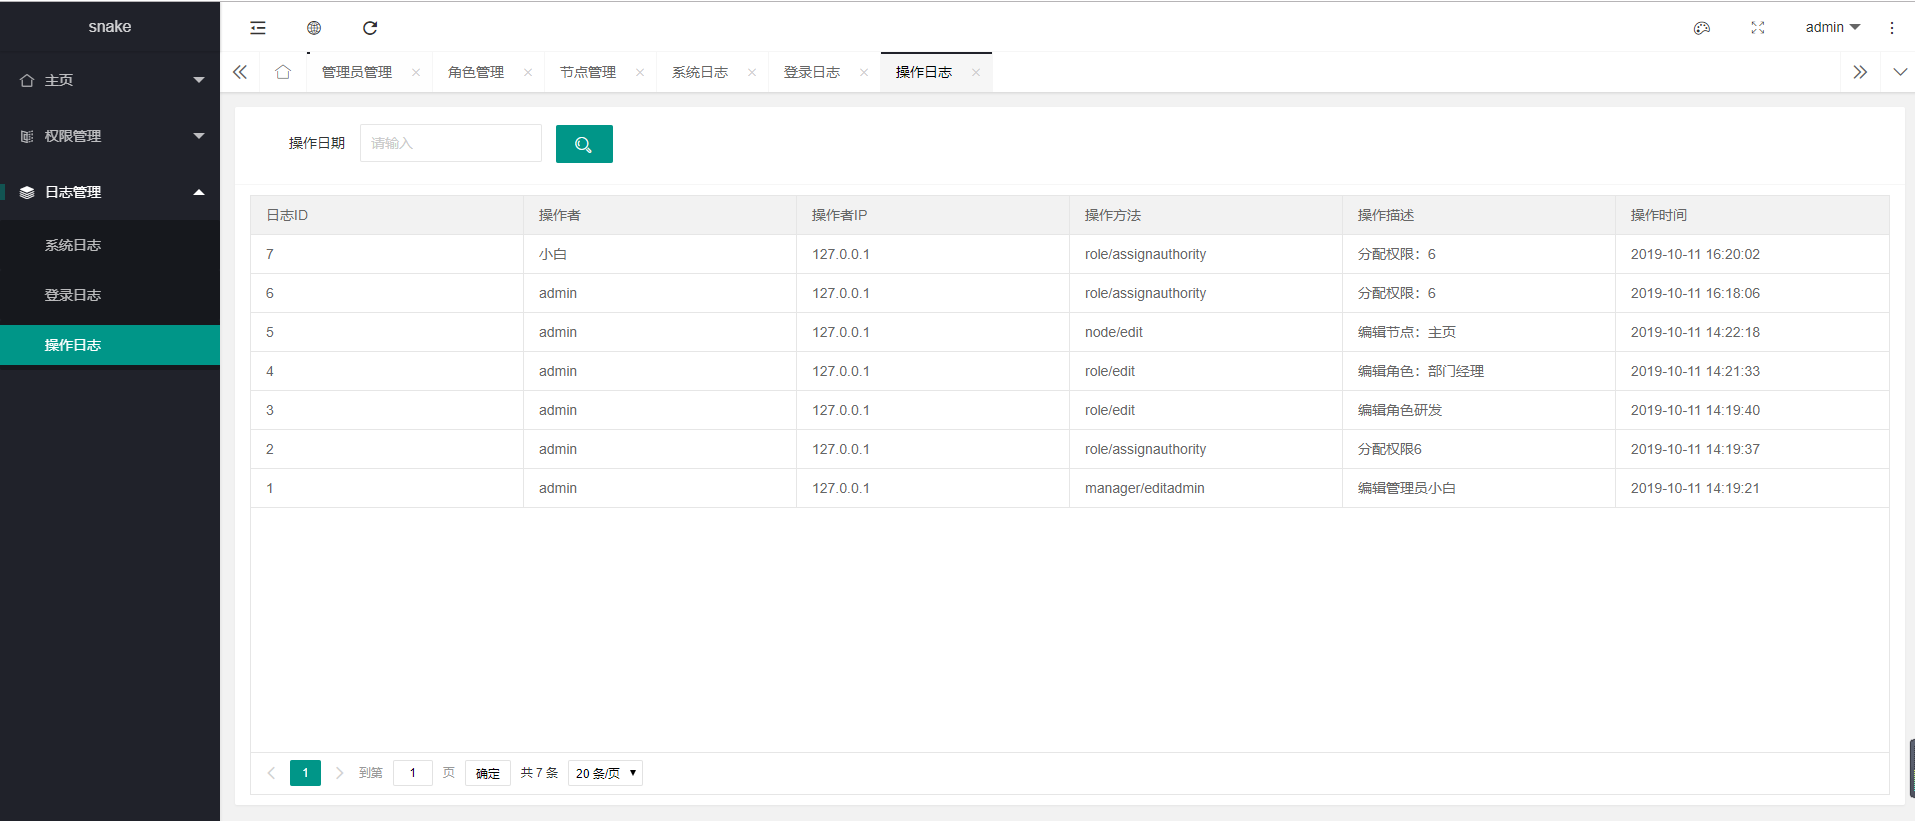 snake
admin
主页
权限管理
日志管理
系统日志
登录日志
操作日志
管理员管理 角色管理 节点管理 系统日志 登录日志 操作日志
操作日期 请输入
日志ID 操作者 操作者IP 操作方法 操作描述 操作时间
7 小白 127.0.0.1 role/assignauthority 分配权限：6 2019-10-11 16:20:02
6 admin 127.0.0.1 role/assignauthority 分配权限：6 2019-10-11 16:18:06
5 admin 127.0.0.1 node/edit 编辑节点：主页 2019-10-11 14:22:18
4 admin 127.0.0.1 role/edit 编辑角色：部门经理 2019-10-11 14:21:33
3 admin 127.0.0.1 role/edit 编辑角色研发 2019-10-11 14:19:40
2 admin 127.0.0.1 role/assignauthority 分配权限6 2019-10-11 14:19:37
1 admin 127.0.0.1 manager/editadmin 编辑管理员小白 2019-10-11 14:19:21
1 到第 1 页 确定 共 7 条 20 条/页